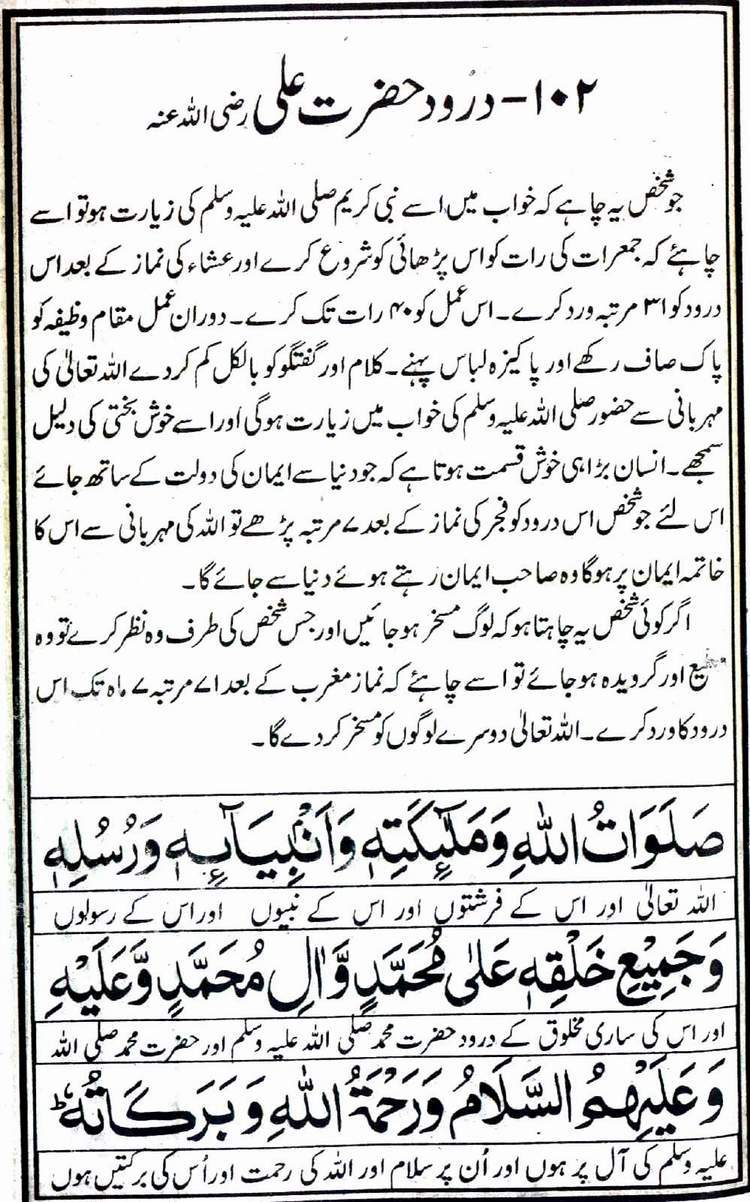 ۱۰۲ – درود حضرت علی رضی اللہ عنہ
جو شخص یہ چاہے کہ خواب میں اسے نبی کریم صلی اللہ علیہ وسلم کی زیارت ہو تو اسے
چاہئے کہ جمعرات کی رات کو اس پڑھائی کو شروع کرے اور عشاء کی نماز کے بعد اس
درود کو ۳۱ مرتبہ ورد کرے۔ اس عمل کو ۴۰ رات تک کرے۔ دوران عمل مقام وظیفہ کو
پاک صاف رکھے اور پاکیزہ لباس پہنے۔ کلام اور گفتگو کو بالکل کم کر دے اللہ تعالیٰ کی
مہربانی سے حضور صلی اللہ علیہ وسلم کی خواب میں زیارت ہوگی اور اسے خوش بختی کی دلیل
سمجھے۔ انسان بڑا ہی خوش قسمت ہوتا ہے کہ جو دنیا سے ایمان کی دولت کے ساتھ جائے
اس لئے جو شخص اس درود کو فجر کی نماز کے بعد ۷ مرتبہ پڑھے تو اللہ کی مہربانی سے اس کا
خاتمہ ایمان پر ہوگا وہ صاحب ایمان رہتے ہوئے دنیا سے جائے گا۔
اگر کوئی شخص یہ چاہتا ہو کہ لوگ مسخر ہو جائیں اور جس شخص کی طرف وہ نظر کرے تو وہ
مطیع اور گرویدہ ہو جائے تو اسے چاہئے کہ نماز مغرب کے بعد ۷۱ مرتبہ ۷ ماہ تک اس
درود کا ورد کرے۔ اللہ تعالیٰ دوسرے لوگوں کو مسخر کر دے گا۔
صَلَوَاتُ اللهِ وَمَلٰٓئِكَتِهٖ وَاَنْۢبِيَآئِهٖ وَرُسُلِهٖ
اللہ تعالیٰ اور اس کے فرشتوں اور اس کے نبیوں اور اس کے رسولوں
وَجَمِيْعِ خَلْقِهٖ عَلٰى مُحَمَّدٍ وَّاٰلِ مُحَمَّدٍ وَّعَلَيْهِ
اور اس کی ساری مخلوق کے درود حضرت محمد صلی اللہ علیہ وسلم اور حضرت محمد صلی اللہ
وَعَلَيْهِمُ السَّلَامُ وَرَحْمَةُ اللهِ وَبَرَكَاتُهٗ ط
علیہ وسلم کی آل پر ہوں اور اُن پر سلام اور اللہ کی رحمت اور اُس کی برکتیں ہوں